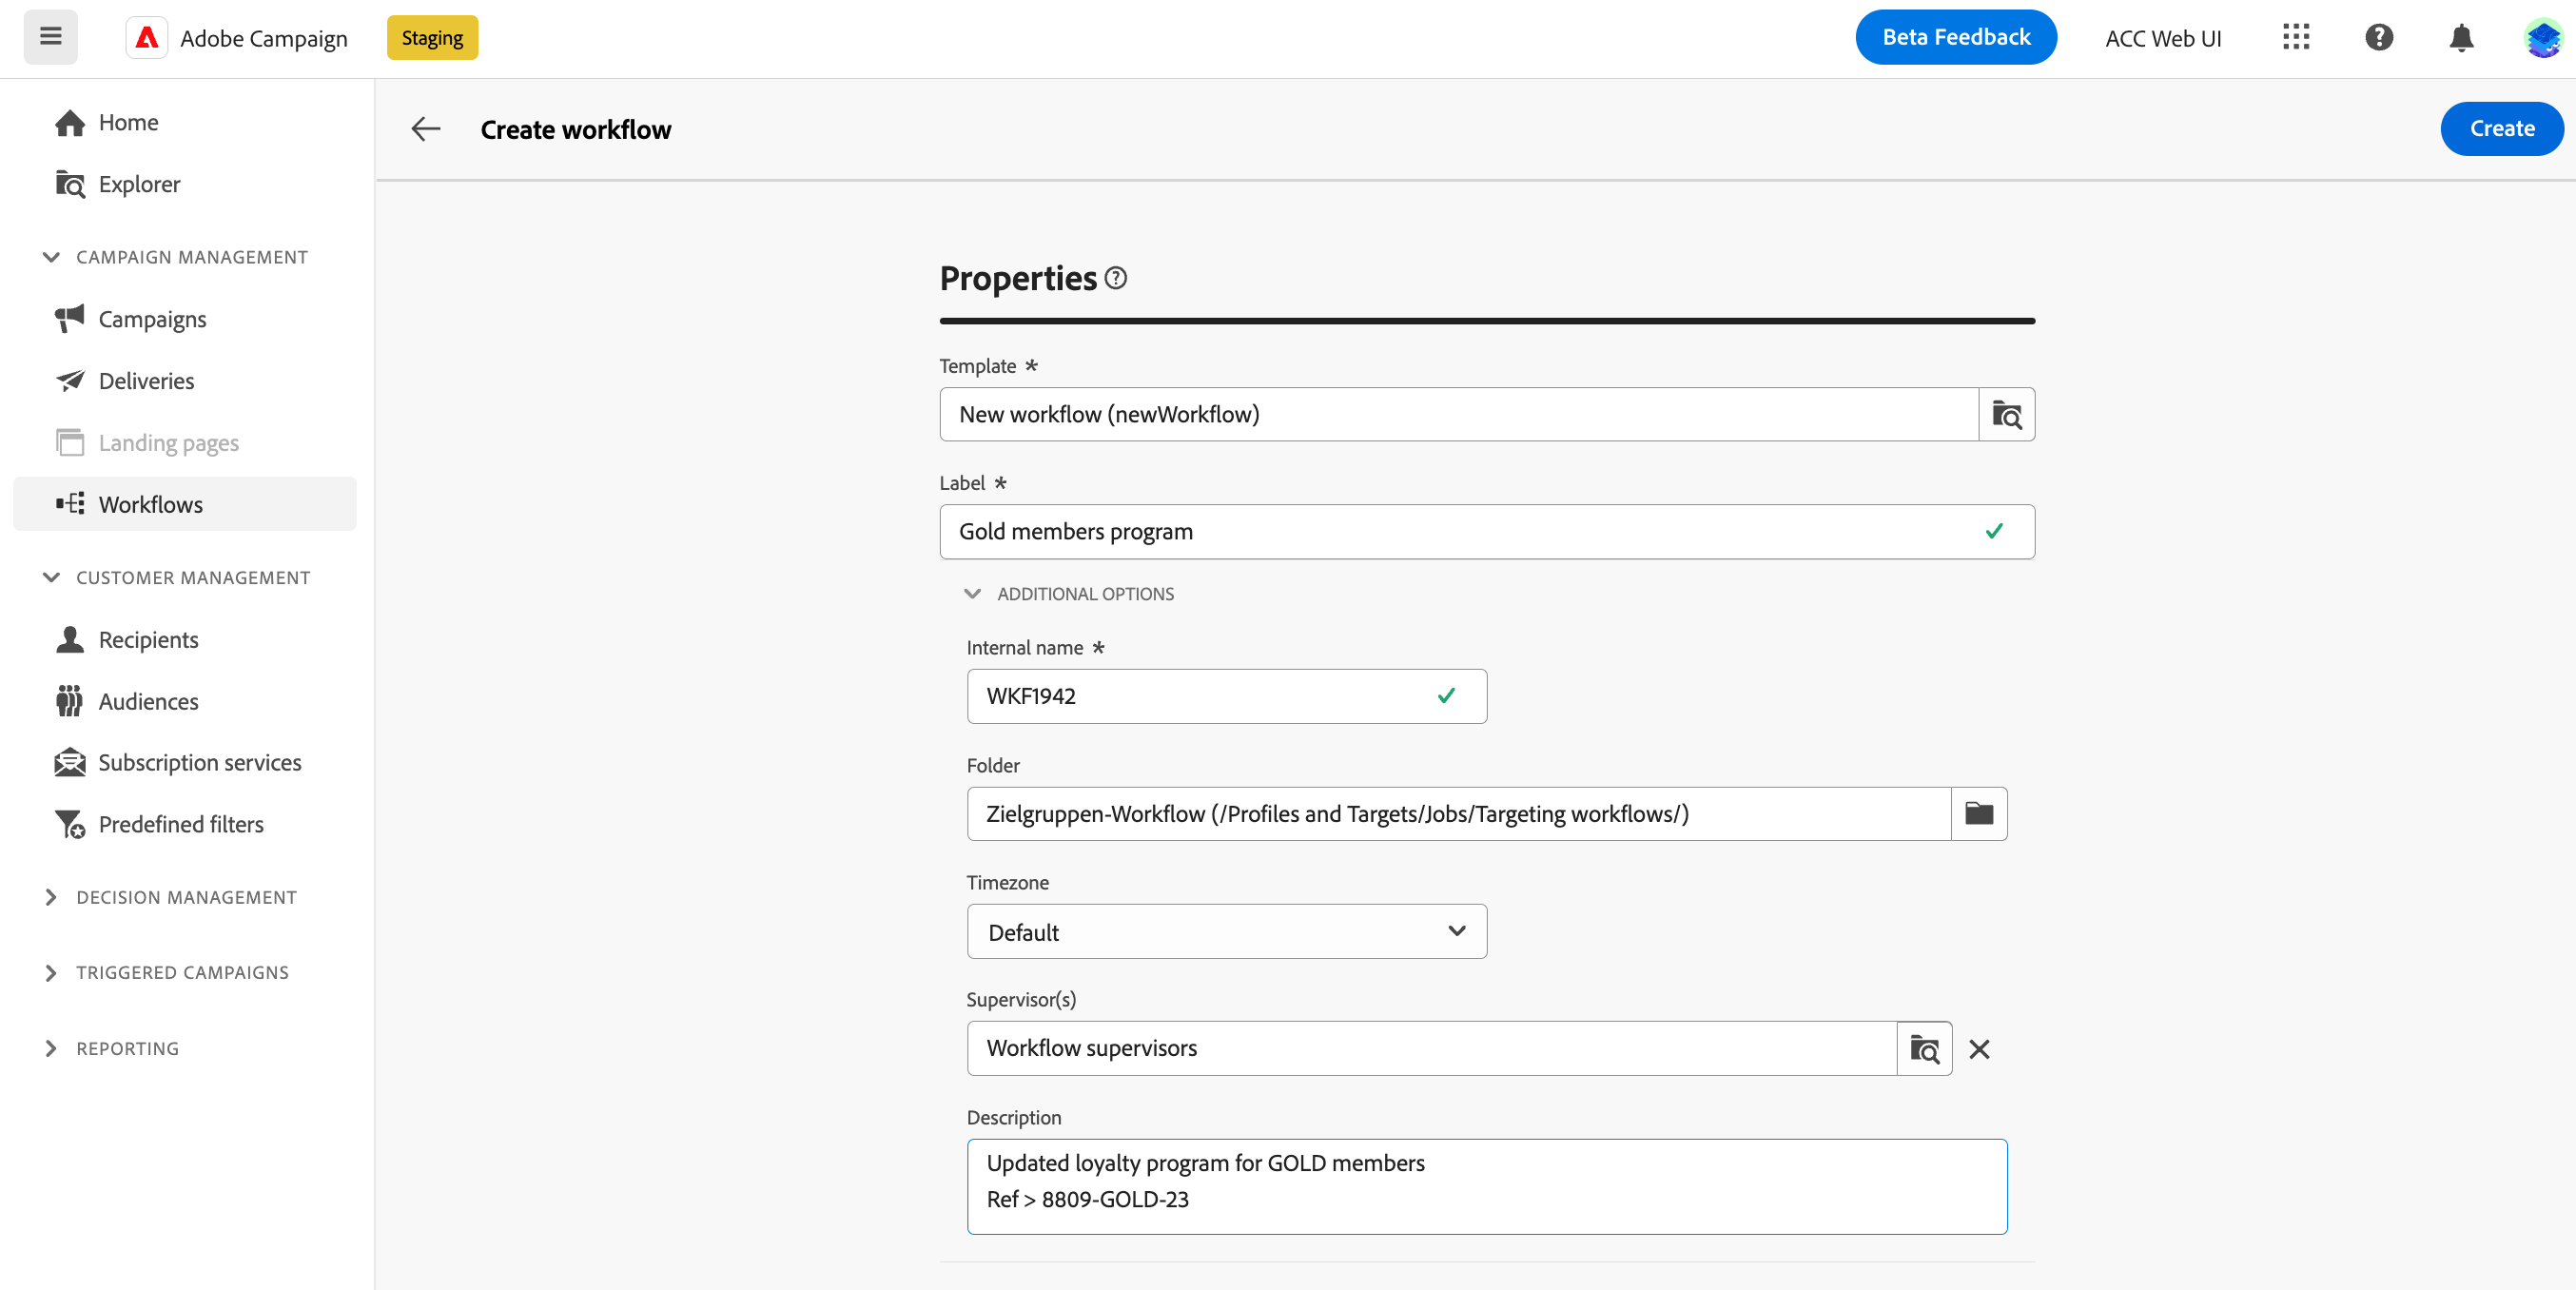 Adobe Campaign
Staging
Beta Feedback
ACC Web UI
Home
Explorer
CAMPAIGN MANAGEMENT
Campaigns
Deliveries
Landing pages
Workflows
CUSTOMER MANAGEMENT
Recipients
Audiences
Subscription services
Predefined filters
DECISION MANAGEMENT
TRIGGERED CAMPAIGNS
REPORTING
Create workflow
Create
Properties
Template *
New workflow (newWorkflow)
Label *
Gold members program
ADDITIONAL OPTIONS
Internal name *
WKF1942
Folder
Zielgruppen-Workflow (/Profiles and Targets/Jobs/Targeting workflows/)
Timezone
Default
Supervisor(s)
Workflow supervisors
Description
Updated loyalty program for GOLD members
Ref > 8809-GOLD-23